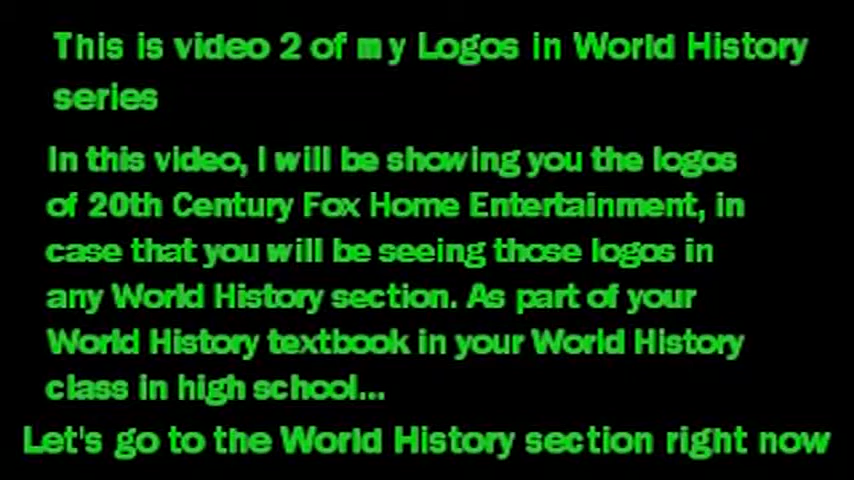 This is video 2 of my Logos in World History
series
In this video, I will be showing you the logos
of 20th Century Fox Home Entertainment, in
case that you will be seeing those logos in
any World History section. As part of your
World History textbook in your World History
class in high school...
Let's go to the World History section right now